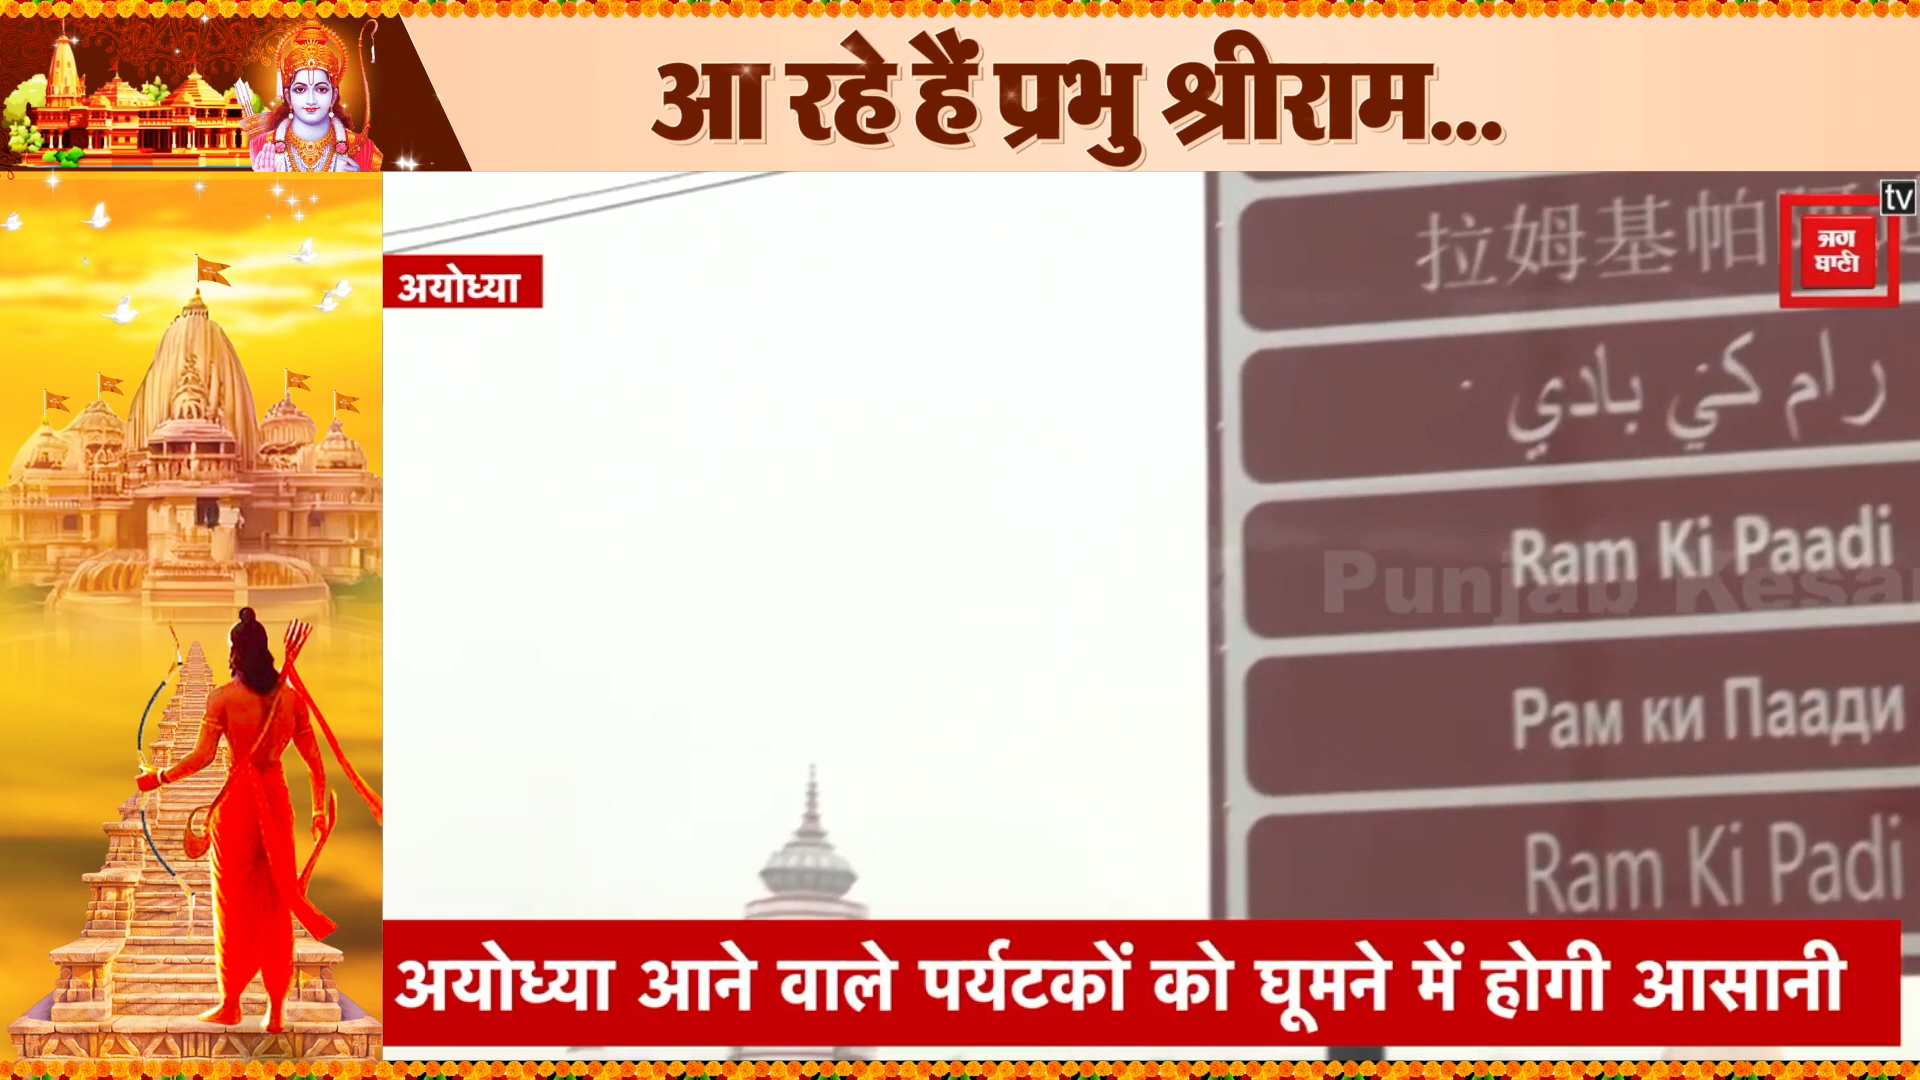 आ रहे हैं प्रभु श्रीराम...
tv
जग
बाणी
अयोध्या
拉姆基帕
رام كي بادي
Ram Ki Paadi
Punjab Kesar
Рам ки Паади
Ram Ki Padi
अयोध्या आने वाले पर्यटकों को घूमने में होगी आसानी